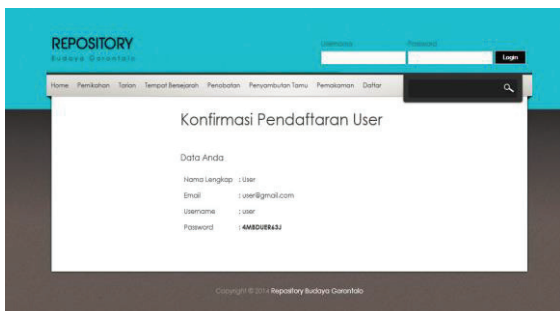 REPOSITORY
Budaya Gorontalo
Username
Password
Login
Home Pernikahan Tarian Tempat Bersejarah Penobatan Penyambutan Tamu Pemakaman Daftar
Konfirmasi Pendaftaran User
Data Anda
Nama Lengkap : User
Email : user@gmail.com
Username : user
Password :
Copyright © 2014 Repository Budaya Gorontalo